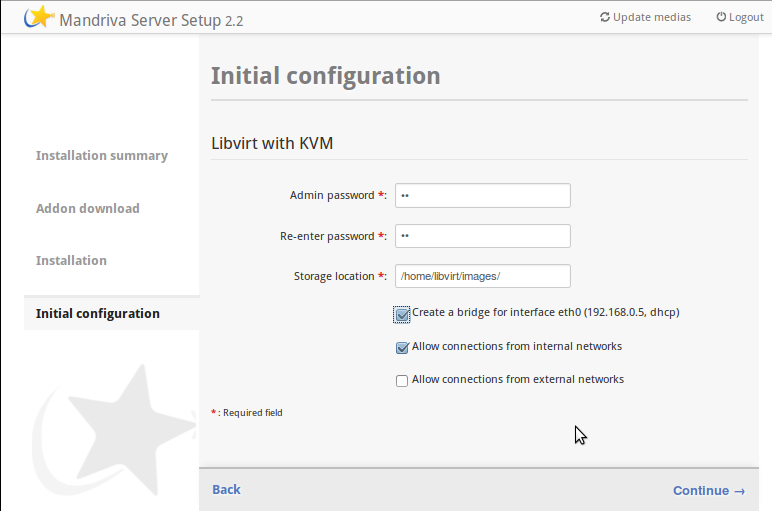 Mandriva Server Setup 2.2
Update medias
Logout
Initial configuration
Installation summary
Addon download
Installation
Initial configuration
Libvirt with KVM
Admin password *: ••
Re-enter password *: ••
Storage location *: /home/libvirt/images/
Create a bridge for interface eth0 (192.168.0.5, dhcp)
Allow connections from internal networks
Allow connections from external networks
* : Required field
Back
Continue →